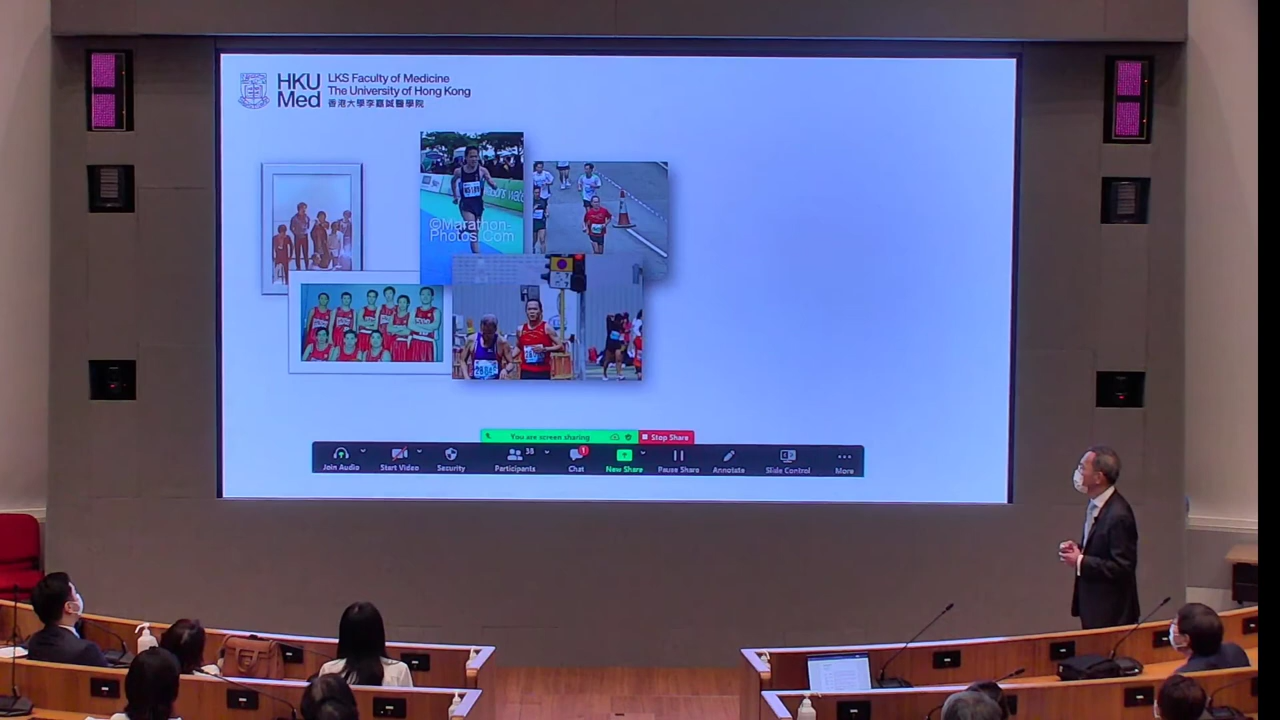 HKU
Med
LKS Faculty of Medicine
The University of Hong Kong
香港大學李嘉誠醫學院
©Marathon-
Photos.Com
You are screen sharing
Stop Share
Join Audio
Start Video
Security
Participants
38
Chat
1
New Share
Pause Share
Annotate
Slide Control
More